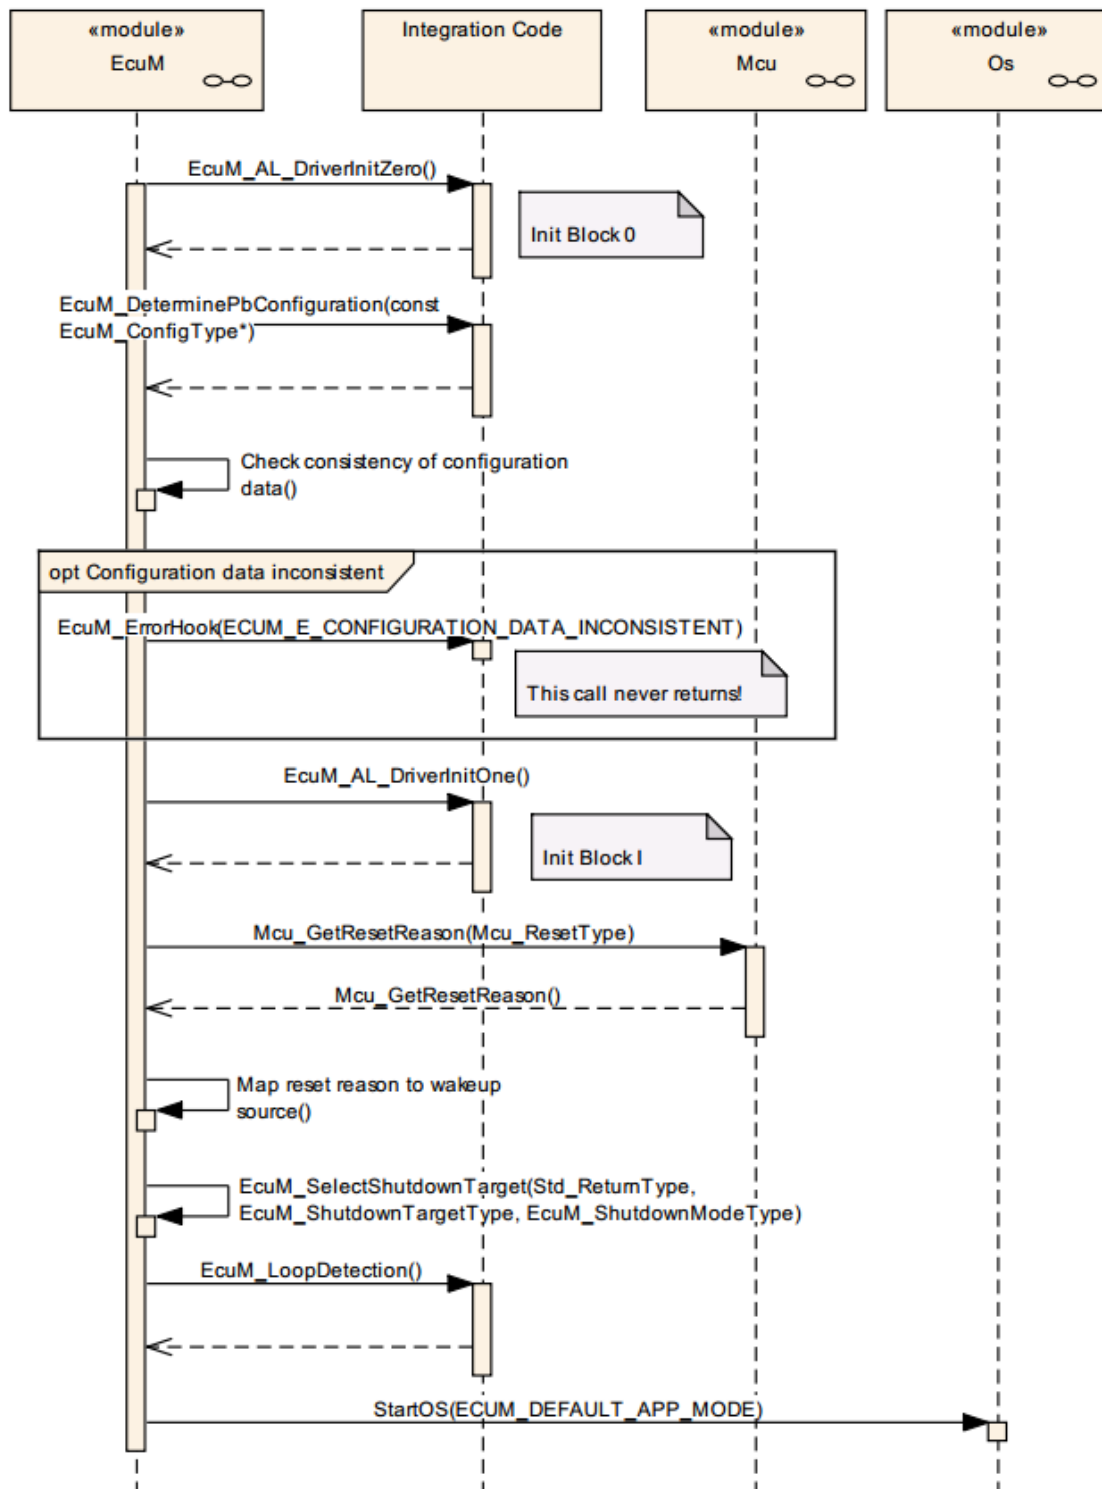 «module»
EcuM
Integration Code
«module»
Mcu
«module»
Os
EcuM_AL_DriverInitZero()
Init Block 0
EcuM_DeterminePbConfiguration(const
EcuM_ConfigType*)
Check consistency of configuration
data()
opt Configuration data inconsistent
EcuM_ErrorHook(ECUM_E_CONFIGURATION_DATA_INCONSISTENT)
This call never returns!
EcuM_AL_DriverInitOne()
Init Block I
Mcu_GetResetReason(Mcu_ResetType)
Mcu_GetResetReason()
Map reset reason to wakeup
source()
EcuM_SelectShutdownTarget(Std_ReturnType,
EcuM_ShutdownTargetType, EcuM_ShutdownModeType)
EcuM_LoopDetection()
StartOS(ECUM_DEFAULT_APP_MODE)